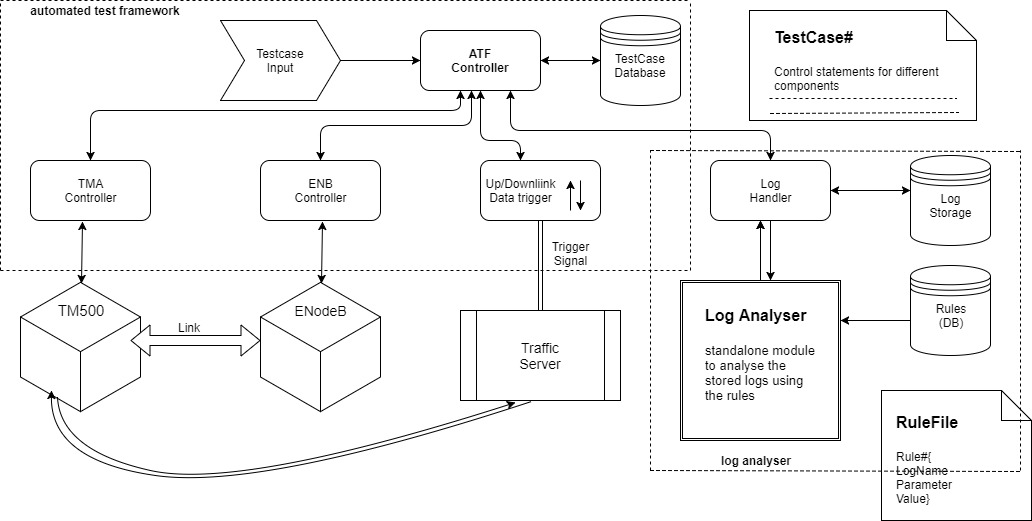 automated test framework
Testcase
Input
ATF
Controller
TestCase
Database
TestCase#
Control statements for different
components
TMA
Controller
ENB
Controller
Up/Downliink
Data trigger
Log
Handler
Log
Storage
Trigger
Signal
TM500
Link
ENodeB
Traffic
Server
Log Analyser
standalone module
to analyse the
stored logs using
the rules
Rules
(DB)
log analyser
RuleFile
Rule#{
LogName
Parameter
Value}